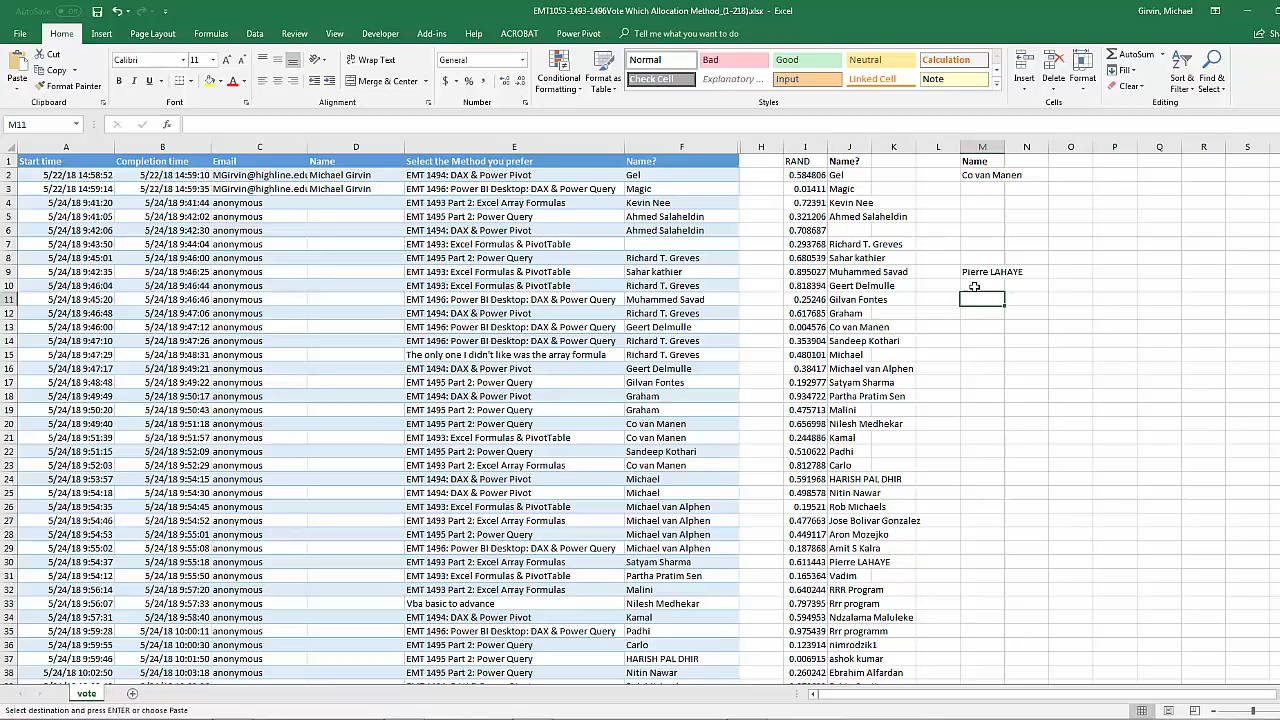 AutoSave Off
EMT1053-1493-1496Vote Which Allocation Method_(1-218).xlsx - Excel
Girvin, Michael
File Home Insert Page Layout Formulas Data Review View Developer Add-ins Help ACROBAT Power Pivot Tell me what you want to do
Paste Cut Copy Format Painter Clipboard
Calibri 11 B I U Font
Wrap Text Merge & Center Alignment
General $ % , Number
Conditional Formatting Format as Table
Normal Bad Good Neutral Calculation
Check Cell Explanatory ... Input Linked Cell Note
Styles
Insert Delete Format Cells
AutoSum Fill Clear Sort & Filter Find & Select Editing
M11 fx
A B C D E F H I J K L M N O P Q R S
1 Start time Completion time Email Name Select the Method you prefer Name? RAND Name? Name
2 5/22/18 14:58:52 5/22/18 14:59:10 MGirvin@highline.edu Michael Girvin EMT 1494: DAX & Power Pivot Gel 0.584806 Gel Co van Manen
3 5/22/18 14:59:15 5/22/18 14:59:35 MGirvin@highline.edu Michael Girvin EMT 1496: Power BI Desktop: DAX & Power Query Magic 0.01411 Magic
4 5/24/18 9:41:20 5/24/18 9:41:44 anonymous EMT 1493 Part 2: Excel Array Formulas Kevin Nee 0.72391 Kevin Nee
5 5/24/18 9:41:05 5/24/18 9:42:02 anonymous EMT 1495 Part 2: Power Query Ahmed Salaheldin 0.321206 Ahmed Salaheldin
6 5/24/18 9:42:06 5/24/18 9:42:30 anonymous EMT 1494: DAX & Power Pivot Ahmed Salaheldin 0.708687
7 5/24/18 9:43:50 5/24/18 9:44:04 anonymous EMT 1493: Excel Formulas & PivotTable 0.293768 Richard T. Greves
8 5/24/18 9:45:01 5/24/18 9:46:00 anonymous EMT 1495 Part 2: Power Query Richard T. Greves 0.680539 Sahar kathier
9 5/24/18 9:42:35 5/24/18 9:46:25 anonymous EMT 1493: Excel Formulas & PivotTable Sahar kathier 0.895027 Muhammed Savad Pierre LAHAYE
10 5/24/18 9:46:04 5/24/18 9:46:44 anonymous EMT 1493: Excel Formulas & PivotTable Richard T. Greves 0.818394 Geert Delmulle
11 5/24/18 9:45:20 5/24/18 9:46:46 anonymous EMT 1496: Power BI Desktop: DAX & Power Query Muhammed Savad 0.25246 Gilvan Fontes
12 5/24/18 9:46:48 5/24/18 9:47:06 anonymous EMT 1494: DAX & Power Pivot Richard T. Greves 0.617685 Graham
13 5/24/18 9:46:00 5/24/18 9:47:12 anonymous EMT 1496: Power BI Desktop: DAX & Power Query Geert Delmulle 0.004576 Co van Manen
14 5/24/18 9:47:10 5/24/18 9:47:26 anonymous EMT 1496: Power BI Desktop: DAX & Power Query Richard T. Greves 0.353904 Sandeep Kothari
15 5/24/18 9:47:29 5/24/18 9:48:31 anonymous The only one I didn't like was the array formula Richard T. Greves 0.480101 Michael
16 5/24/18 9:47:17 5/24/18 9:49:21 anonymous EMT 1494: DAX & Power Pivot Geert Delmulle 0.38417 Michael van Alphen
17 5/24/18 9:48:48 5/24/18 9:49:22 anonymous EMT 1495 Part 2: Power Query Gilvan Fontes 0.192977 Satyam Sharma
18 5/24/18 9:49:49 5/24/18 9:50:17 anonymous EMT 1494: DAX & Power Pivot Graham 0.934722 Partha Pratim Sen
19 5/24/18 9:50:20 5/24/18 9:50:43 anonymous EMT 1495 Part 2: Power Query Graham 0.475713 Malini
20 5/24/18 9:49:40 5/24/18 9:51:18 anonymous EMT 1495 Part 2: Power Query Co van Manen 0.656998 Nilesh Medhekar
21 5/24/18 9:51:39 5/24/18 9:51:57 anonymous EMT 1493: Excel Formulas & PivotTable Co van Manen 0.244886 Kamal
22 5/24/18 9:51:15 5/24/18 9:52:09 anonymous EMT 1495 Part 2: Power Query Sandeep Kothari 0.510622 Padhi
23 5/24/18 9:52:03 5/24/18 9:52:29 anonymous EMT 1493 Part 2: Excel Array Formulas Co van Manen 0.812788 Carlo
24 5/24/18 9:53:57 5/24/18 9:54:15 anonymous EMT 1494: DAX & Power Pivot Michael 0.591968 HARISH PAL DHIR
25 5/24/18 9:54:18 5/24/18 9:54:30 anonymous EMT 1494: DAX & Power Pivot Michael 0.498578 Nitin Nawar
26 5/24/18 9:54:35 5/24/18 9:54:45 anonymous EMT 1493: Excel Formulas & PivotTable Michael van Alphen 0.19521 Rob Michaels
27 5/24/18 9:54:46 5/24/18 9:54:52 anonymous EMT 1493 Part 2: Excel Array Formulas Michael van Alphen 0.477663 Jose Bolivar Gonzalez
28 5/24/18 9:54:53 5/24/18 9:55:01 anonymous EMT 1495 Part 2: Power Query Michael van Alphen 0.449117 Aron Mozejko
29 5/24/18 9:55:02 5/24/18 9:55:08 anonymous EMT 1496: Power BI Desktop: DAX & Power Query Michael van Alphen 0.187286 Amit S Kalra
30 5/24/18 9:54:37 5/24/18 9:55:18 anonymous EMT 1493 Part 2: Excel Array Formulas Satyam Sharma 0.611443 Pierre LAHAYE
31 5/24/18 9:54:32 5/24/18 9:55:50 anonymous EMT 1493: Excel Formulas & PivotTable Partha Pratim Sen 0.165364 Vadim
32 5/24/18 9:56:14 5/24/18 9:57:20 anonymous EMT 1493 Part 2: Excel Array Formulas Malini 0.640244 RRR Program
33 5/24/18 9:56:07 5/24/18 9:57:33 anonymous Vba basic to advance Nilesh Medhekar 0.797395 Rrr program
34 5/24/18 9:57:31 5/24/18 9:58:40 anonymous EMT 1494: DAX & Power Pivot Kamal 0.594953 Ndzalama Maluleke
35 5/24/18 9:59:28 5/24/18 10:00:11 anonymous EMT 1496: Power BI Desktop: DAX & Power Query Padhi 0.975439 Rrr programm
36 5/24/18 9:59:55 5/24/18 10:00:30 anonymous EMT 1495 Part 2: Power Query Carlo 0.123914 nimrodzik1
37 5/24/18 9:59:46 5/24/18 10:01:50 anonymous EMT 1493 Part 2: Excel Array Formulas HARISH PAL DHIR 0.006915 ashok kumar
38 5/24/18 10:02:50 5/24/18 10:03:18 anonymous EMT 1495 Part 2: Power Query Nitin Nawar 0.260243 Ebrahim Alfardan
vote
Select destination and press ENTER or choose Paste